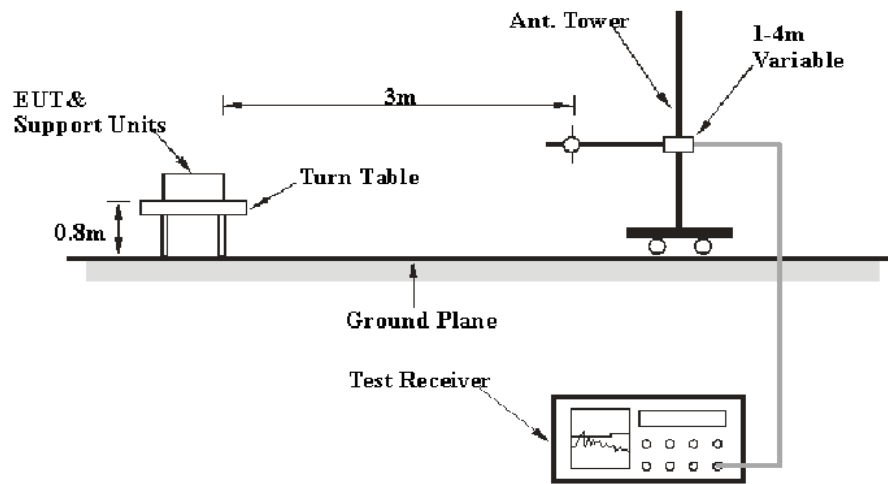 Ant. Tower
1-4m
Variable
3m
EUT&
Support Units
Turn Table
0.8m
Ground Plane
Test Receiver